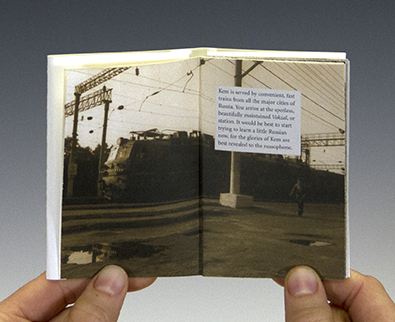 Kem is served by convenient, fast
trains from all the major cities of
Russia. You arrive at the spotless,
beautifully maintained Vokzal, or
station. It would be best to start
trying to learn a little Russian
now, for the glories of Kem are
best revealed to the russophone.